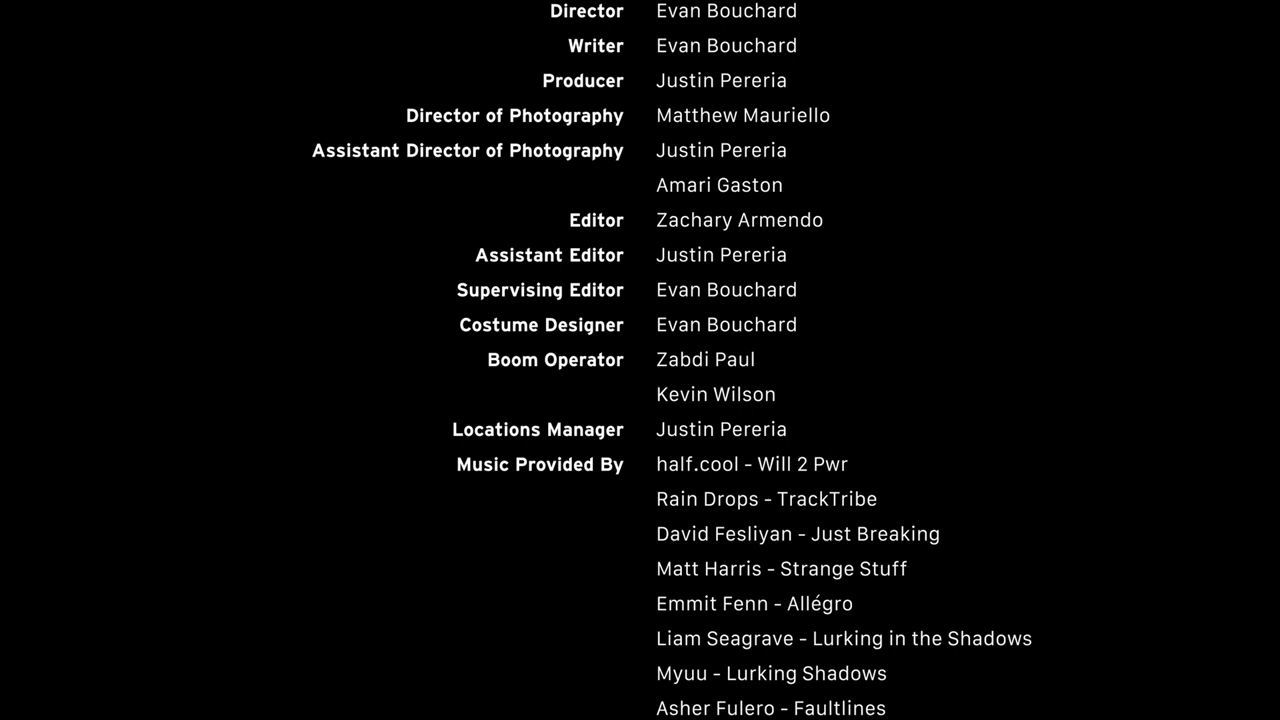 Director Evan Bouchard
Writer Evan Bouchard
Producer Justin Pereria
Director of Photography Matthew Mauriello
Assistant Director of Photography Justin Pereria
Amari Gaston
Editor Zachary Armendo
Assistant Editor Justin Pereria
Supervising Editor Evan Bouchard
Costume Designer Evan Bouchard
Boom Operator Zabdi Paul
Kevin Wilson
Locations Manager Justin Pereria
Music Provided By half.cool - Will 2 Pwr
Rain Drops - TrackTribe
David Fesliyan - Just Breaking
Matt Harris - Strange Stuff
Emmit Fenn - Allégro
Liam Seagrave - Lurking in the Shadows
Myuu - Lurking Shadows
Asher Fulero - Faultlines